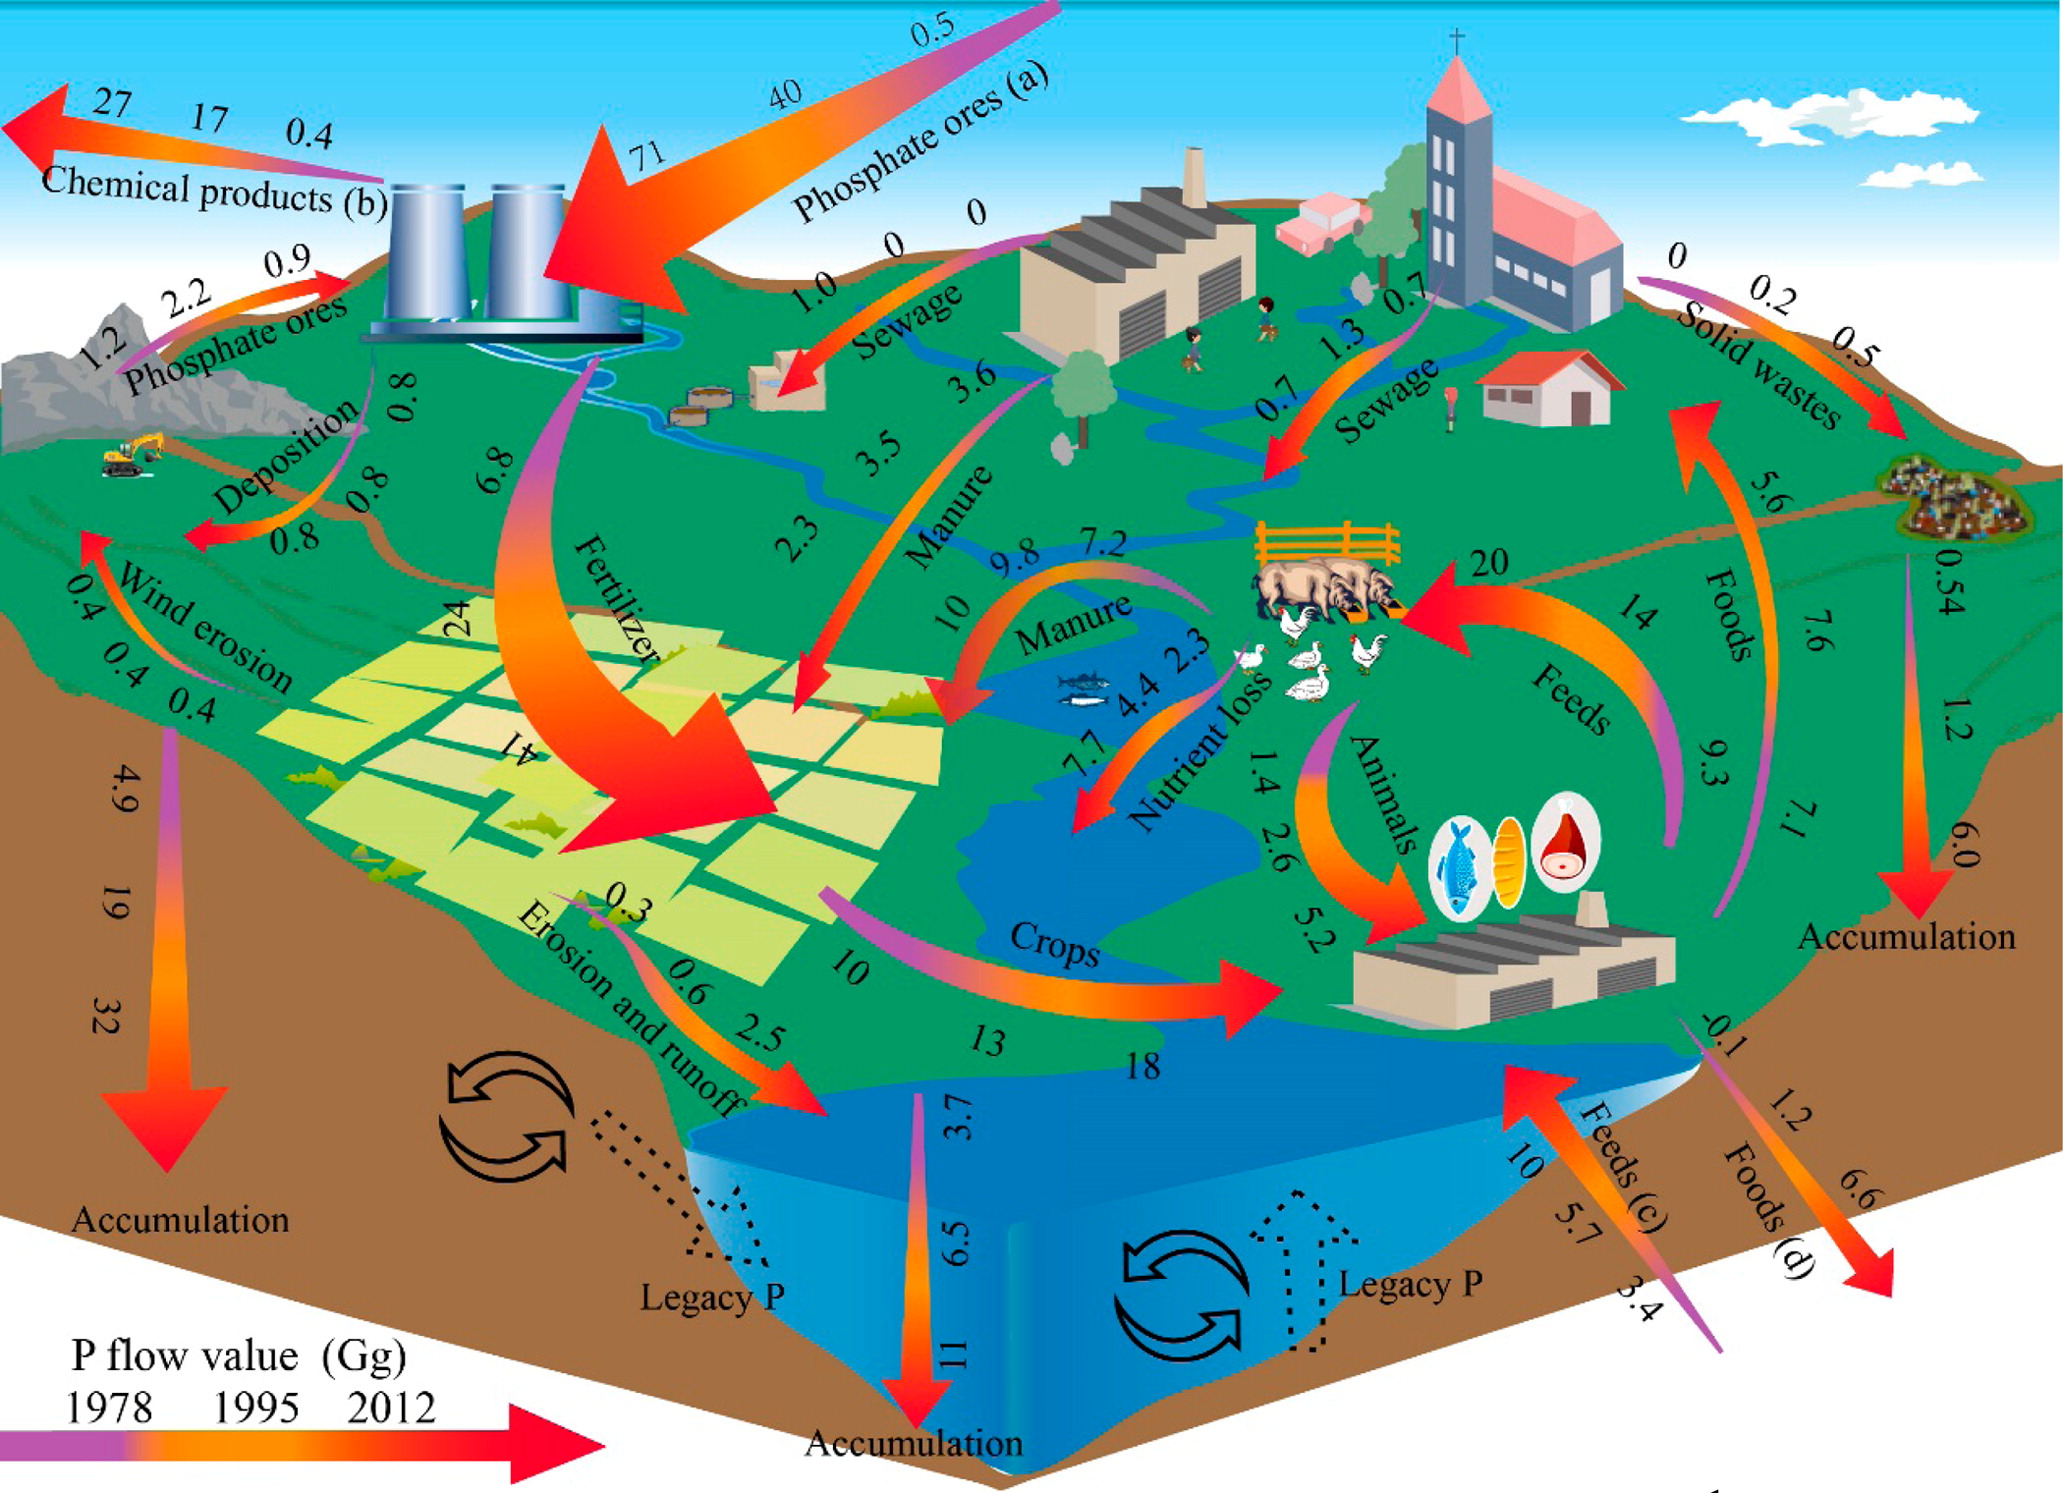 0.5
40
71
Phosphate ores (a)
27 17 0.4
Chemical products (b)
1.2 2.2 0.9
Phosphate ores
0 0 1.0
Sewage
0.7 1.3 0.7
Sewage
0 0.2 0.5
Solid wastes
0.8 0.8 0.8
Deposition
0.4 0.4 0.4
Wind erosion
6.8
24
41
Fertilizer
3.6 3.5 2.3
Manure
7.2 9.8 10
Manure
2.3 4.4 7.7
Nutrient loss
9.3 14 20
Feeds
7.1 7.6 5.6
Foods
1.4 2.6 5.2
Animals
0.54 1.2 6.0
Accumulation
4.9
19
32
Accumulation
0.3 0.6 2.5
Erosion and runoff
10 13 18
Crops
3.7 6.5 11
Accumulation
Legacy P
Legacy P
3.4 5.7 10
Feeds (c)
-0.1 1.2 6.6
Foods (d)
P flow value (Gg)
1978 1995 2012